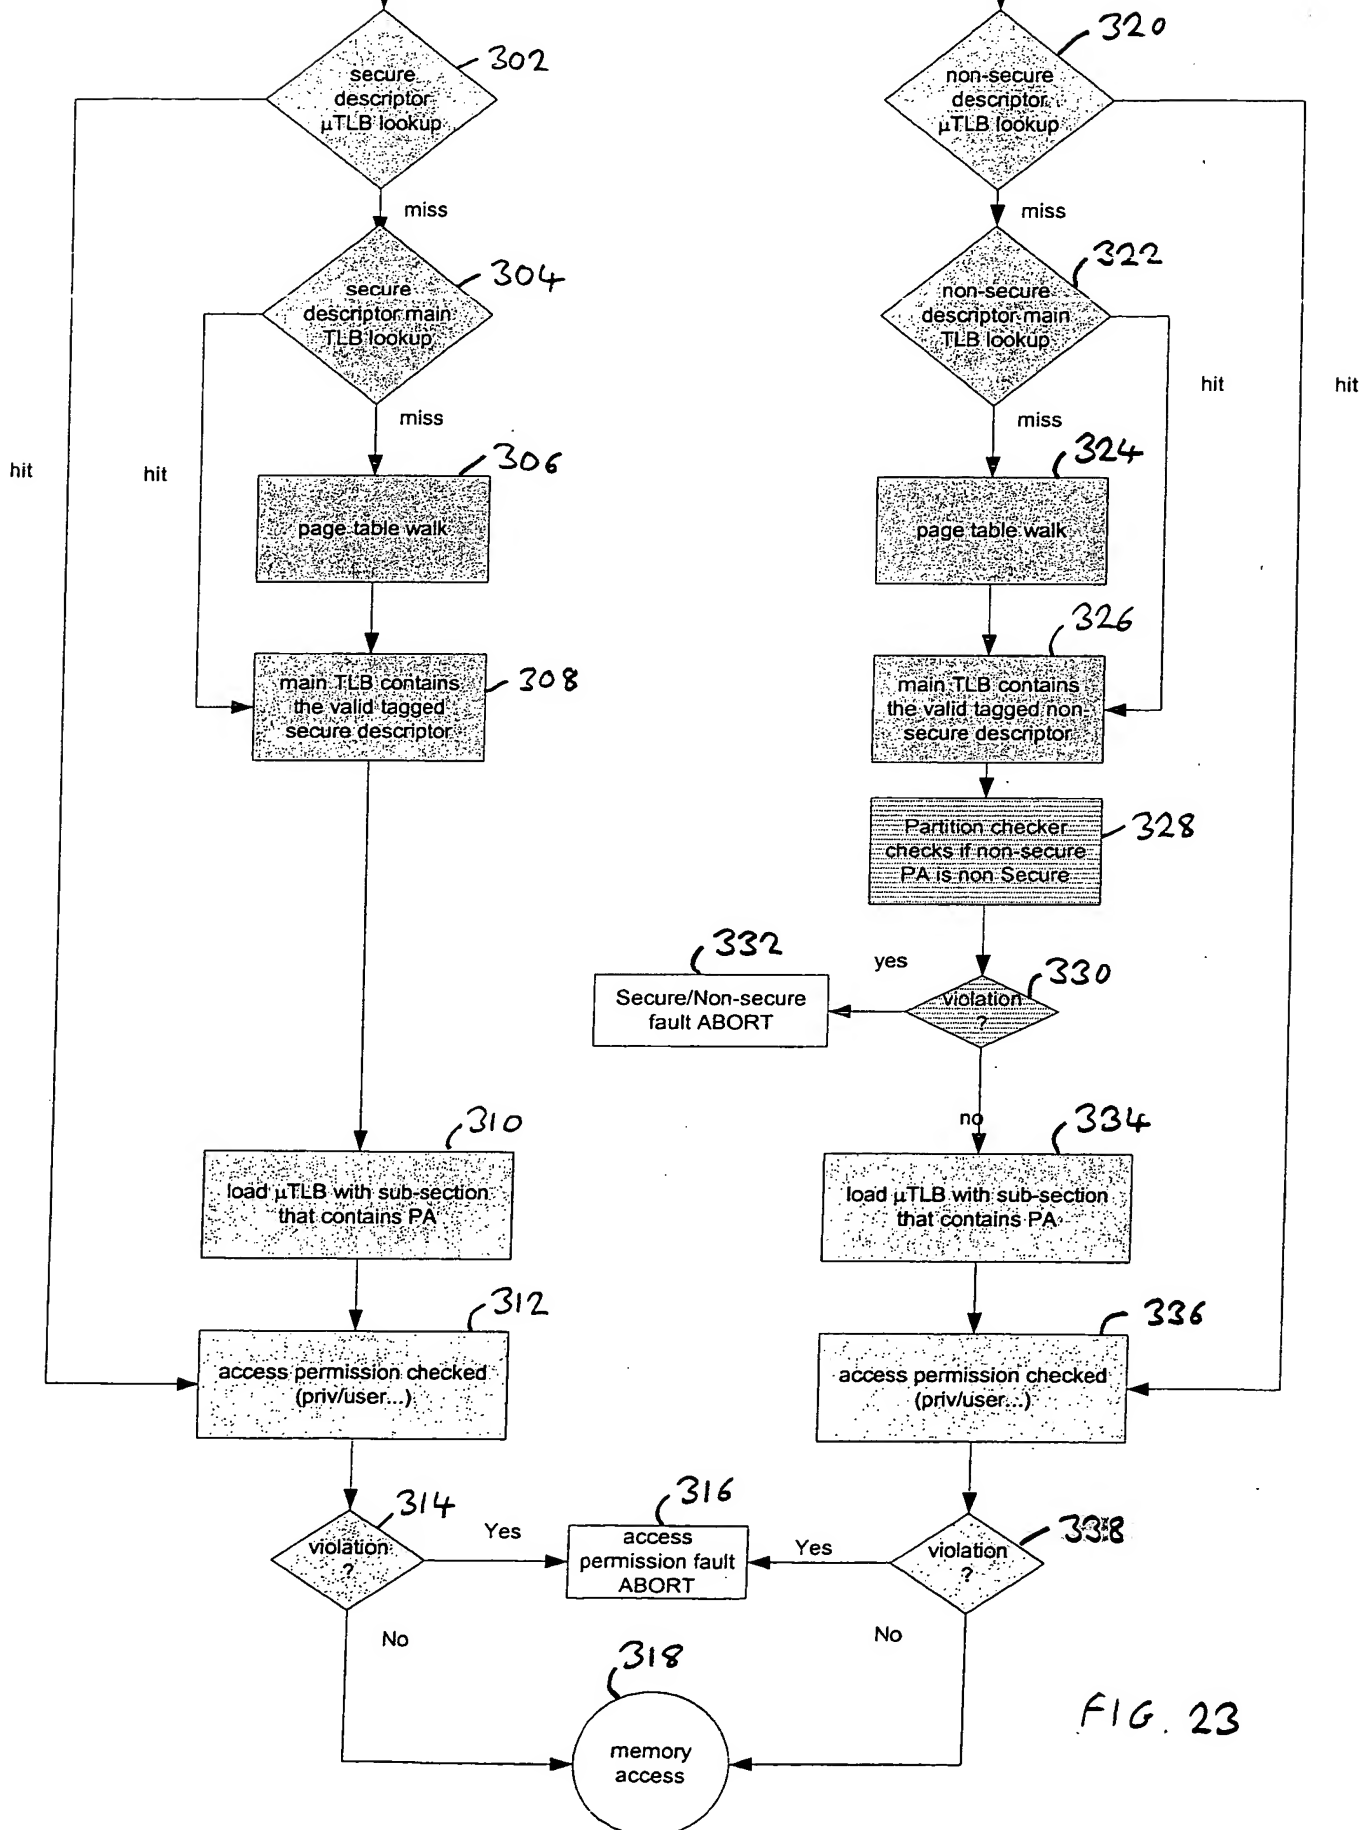 302
secure
descriptor
µTLB lookup
miss
304
secure
descriptor main
TLB lookup
miss
hit
hit
306
page table walk
308
main TLB contains
the valid tagged
secure descriptor
310
load µTLB with sub-section
that contains PA
312
access permission checked
(priv/user...)
314
violation
?
Yes
No
320
non-secure
descriptor
µTLB lookup
miss
322
non-secure
descriptor main
TLB lookup
miss
hit
hit
324
page table walk
326
main TLB contains
the valid tagged non-
secure descriptor
328
Partition checker
checks if non-secure
PA is non Secure
330
violation
?
yes
332
Secure/Non-secure
fault ABORT
no
334
load µTLB with sub-section
that contains PA
336
access permission checked
(priv/user...)
338
violation
?
Yes
No
316
access
permission fault
ABORT
318
memory
access
FIG. 23